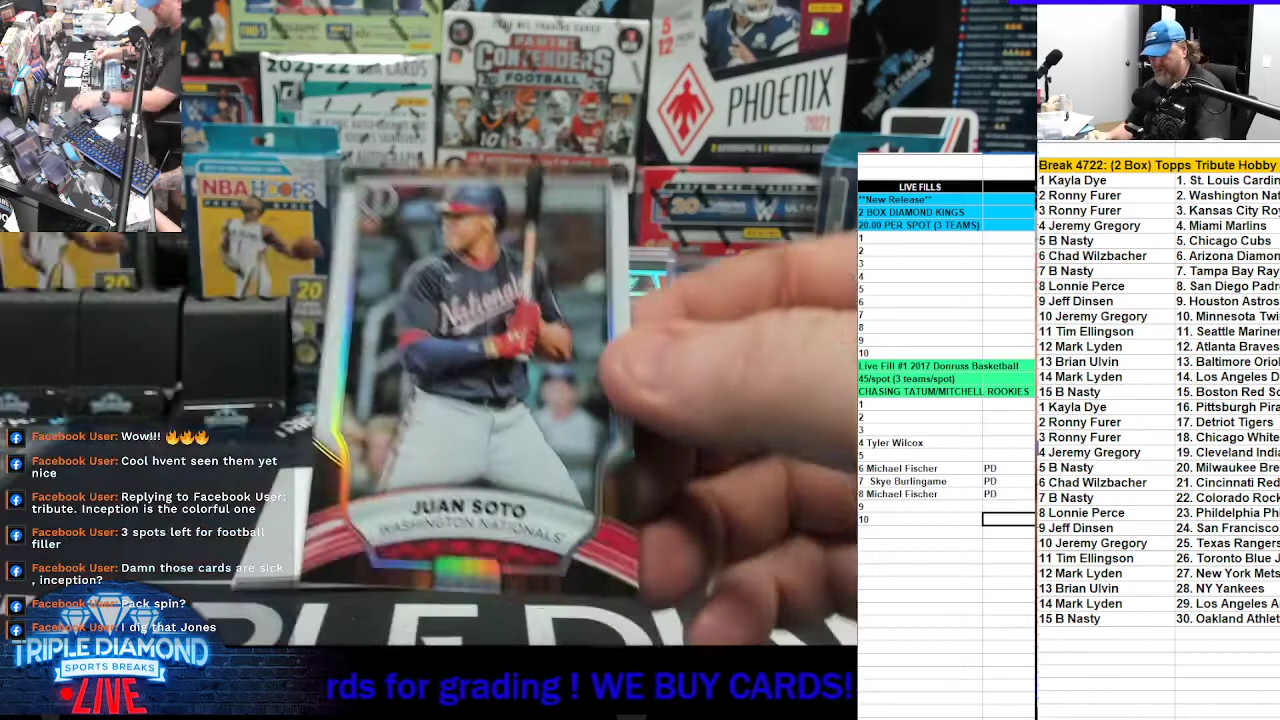 2021-22
PANINI
CONTENDERS
FOOTBALL
5
12
PHOENIX
2021
NBA HOOPS
20
20
Nationals
JUAN SOTO
WASHINGTON NATIONALS
Facebook User: Wow!!! 🔥🔥🔥
Facebook User: Cool hvent seen them yet
nice
Facebook User: Replying to Facebook User:
tribute. Inception is the colorful one
Facebook User: 3 spots left for football
filler
Facebook User: Damn those cards are sick
, inception?
Facebook User: Pack spin?
Facebook User: I dig that Jones
TRIPLE DIAMOND
SPORTS BREAKS
LIVE
rds for grading ! WE BUY CARDS!
LIVE FILLS
**New Release**
2 BOX DIAMOND KINGS
20.00 PER SPOT (3 TEAMS)
1
2
3
4
5
6
7
8
9
10
Live Fill #1 2017 Donruss Basketball
45/spot (3 teams/spot)
CHASING TATUM/MITCHELL ROOKIES
1
2
3
4 Tyler Wilcox
5
6 Michael Fischer PD
7 Skye Burlingame PD
8 Michael Fischer PD
9
10
Break 4722: (2 Box) Topps Tribute Hobby
1 Kayla Dye 1. St. Louis Cardin
2 Ronny Furer 2. Washington Nat
3 Ronny Furer 3. Kansas City Ro
4 Jeremy Gregory 4. Miami Marlins
5 B Nasty 5. Chicago Cubs
6 Chad Wilzbacher 6. Arizona Diamon
7 B Nasty 7. Tampa Bay Ray
8 Lonnie Perce 8. San Diego Padr
9 Jeff Dinsen 9. Houston Astros
10 Jeremy Gregory 10. Minnesota Twi
11 Tim Ellingson 11. Seattle Mariner
12 Mark Lyden 12. Atlanta Braves
13 Brian Ulvin 13. Baltimore Oriol
14 Mark Lyden 14. Los Angeles D
15 B Nasty 15. Boston Red So
1 Kayla Dye 16. Pittsburgh Pira
2 Ronny Furer 17. Detriot Tigers
3 Ronny Furer 18. Chicago White
4 Jeremy Gregory 19. Cleveland India
5 B Nasty 20. Milwaukee Bre
6 Chad Wilzbacher 21. Cincinnati Red
7 B Nasty 22. Colorado Rock
8 Lonnie Perce 23. Philadelphia Ph
9 Jeff Dinsen 24. San Francisco
10 Jeremy Gregory 25. Texas Rangers
11 Tim Ellingson 26. Toronto Blue J
12 Mark Lyden 27. New York Mets
13 Brian Ulvin 28. NY Yankees
14 Mark Lyden 29. Los Angeles A
15 B Nasty 30. Oakland Athlet